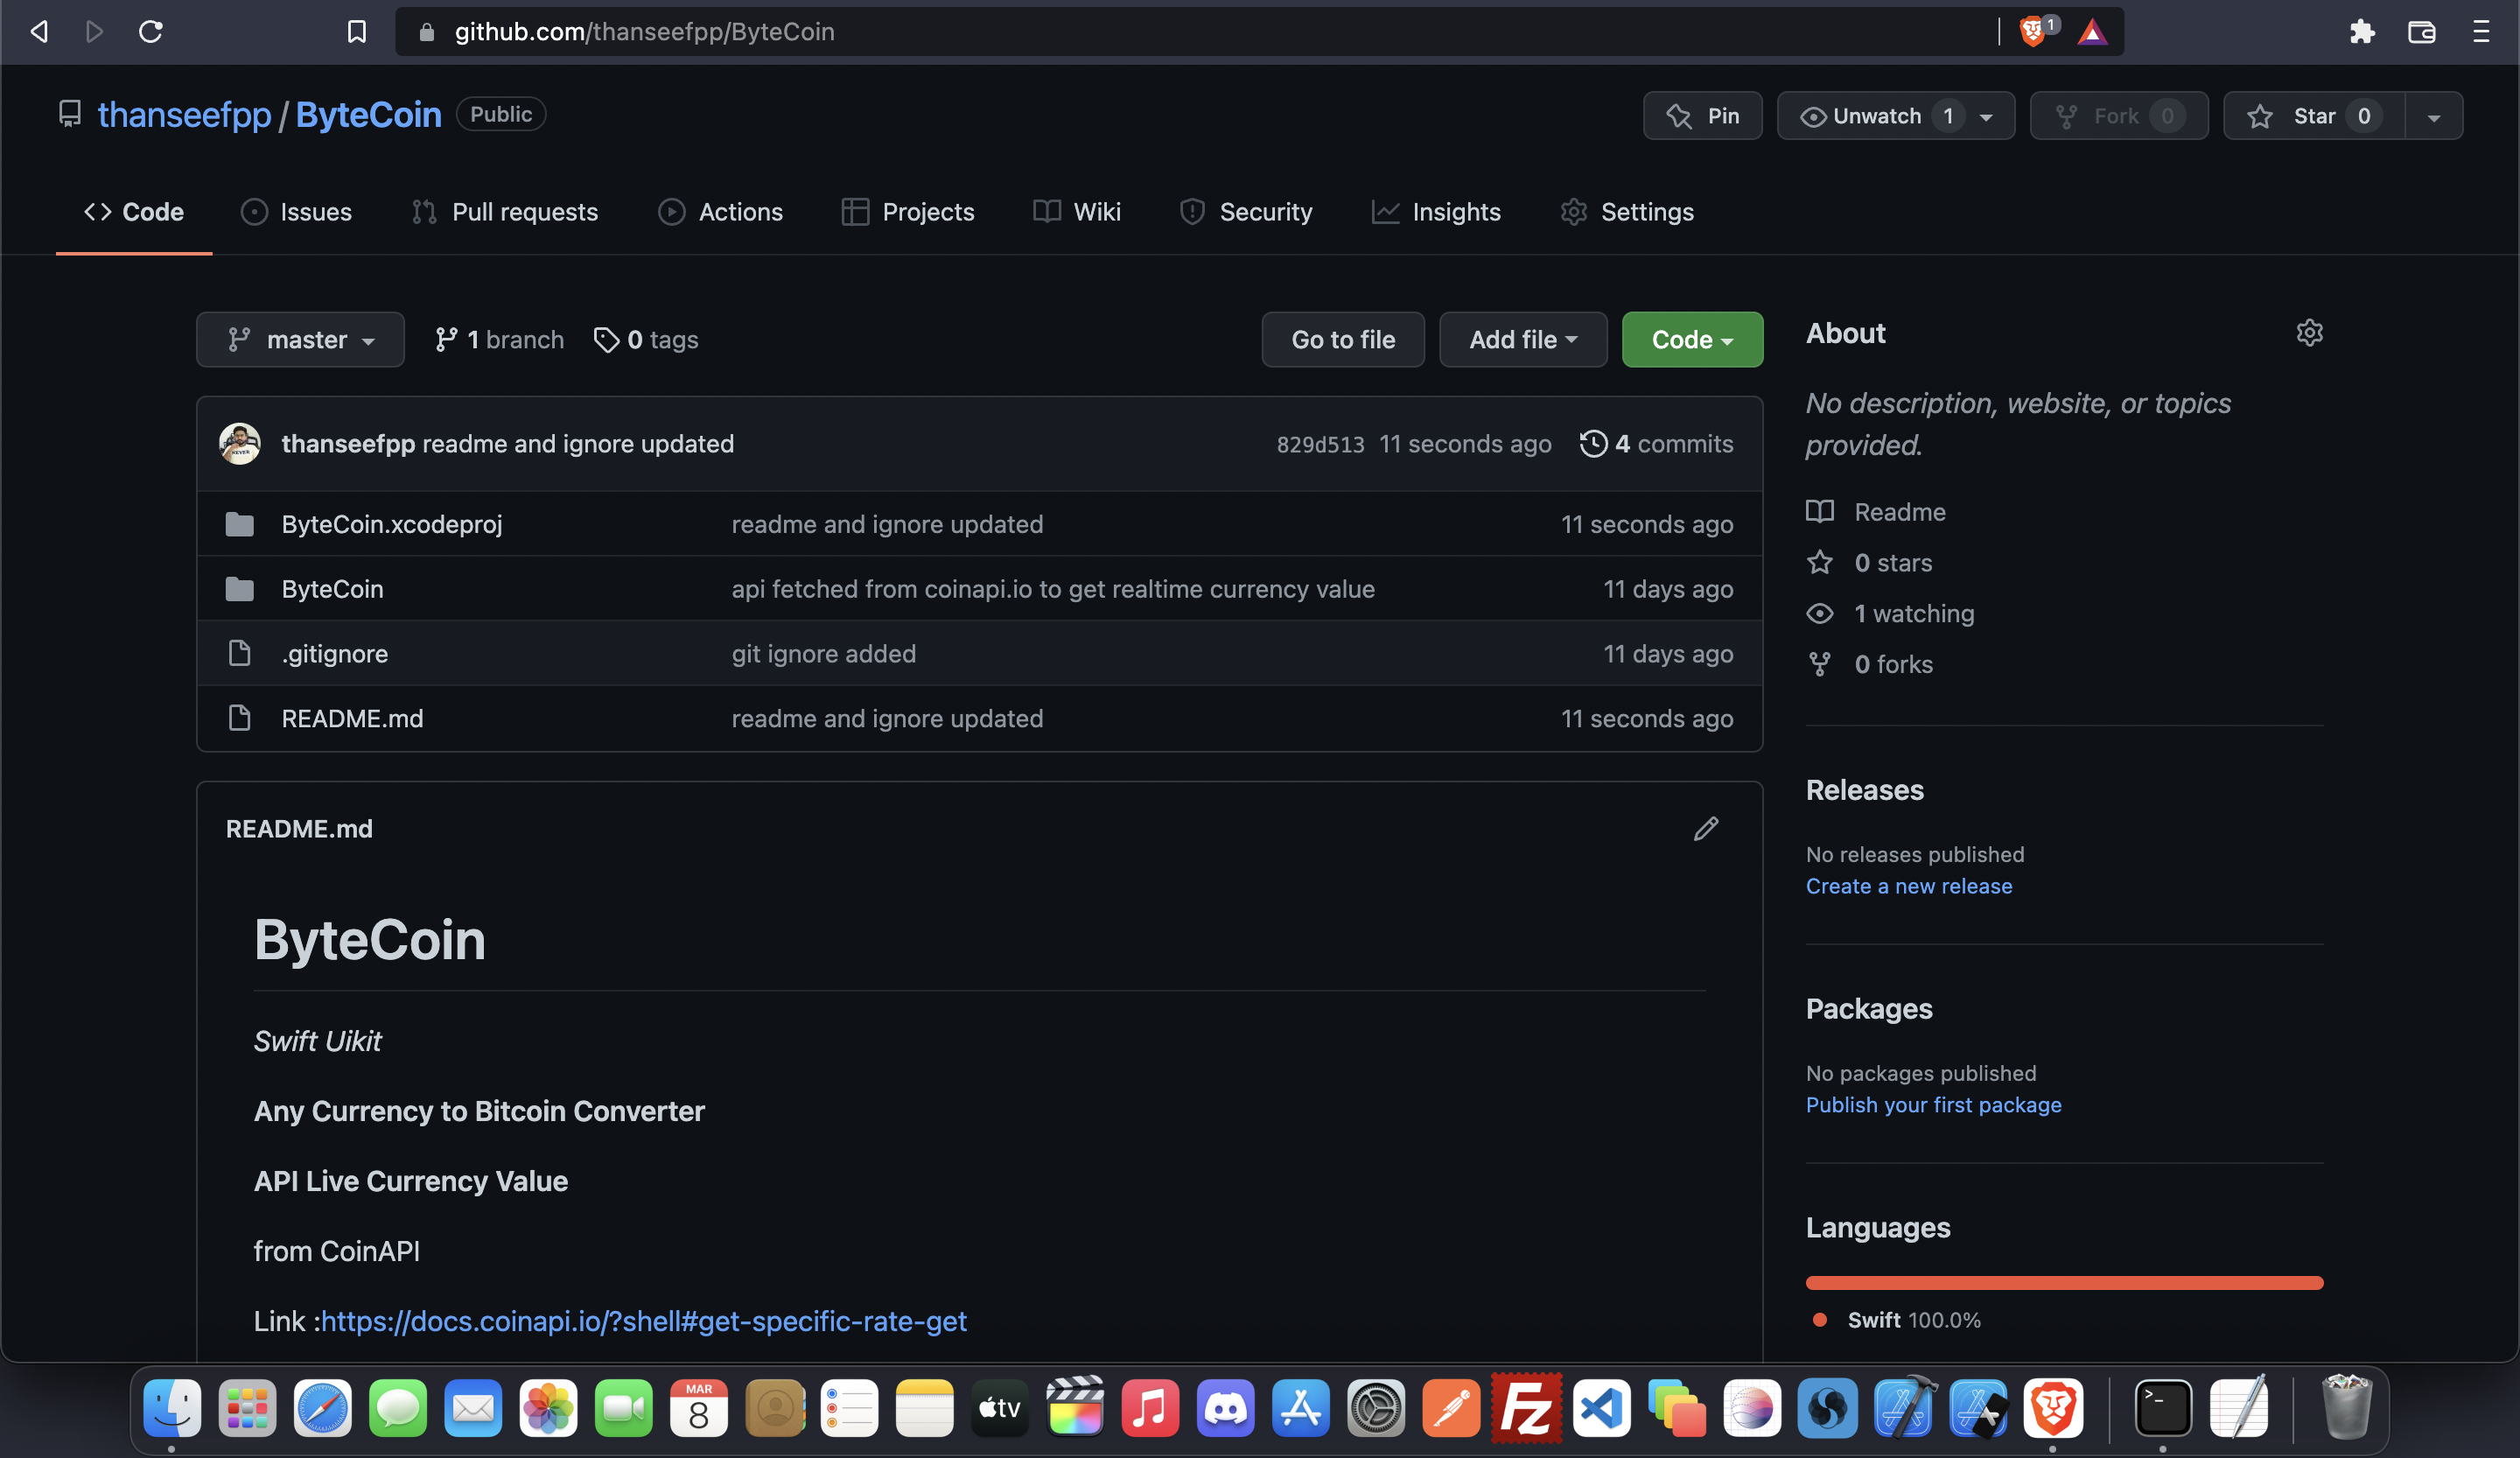 github.com/thanseefpp/ByteCoin
1
thanseefpp / ByteCoin Public
Pin
Unwatch 1
Fork 0
Star 0
Code
Issues
Pull requests
Actions
Projects
Wiki
Security
Insights
Settings
master
1 branch
0 tags
Go to file
Add file
Code
thanseefpp readme and ignore updated
829d513 11 seconds ago
4 commits
ByteCoin.xcodeproj readme and ignore updated 11 seconds ago
ByteCoin api fetched from coinapi.io to get realtime currency value 11 days ago
.gitignore git ignore added 11 days ago
README.md readme and ignore updated 11 seconds ago
README.md
ByteCoin
Swift Uikit
Any Currency to Bitcoin Converter
API Live Currency Value
from CoinAPI
Link :https://docs.coinapi.io/?shell#get-specific-rate-get
About
No description, website, or topics
provided.
Readme
0 stars
1 watching
0 forks
Releases
No releases published
Create a new release
Packages
No packages published
Publish your first package
Languages
Swift 100.0%
MAR
8
tv
FZ
>_